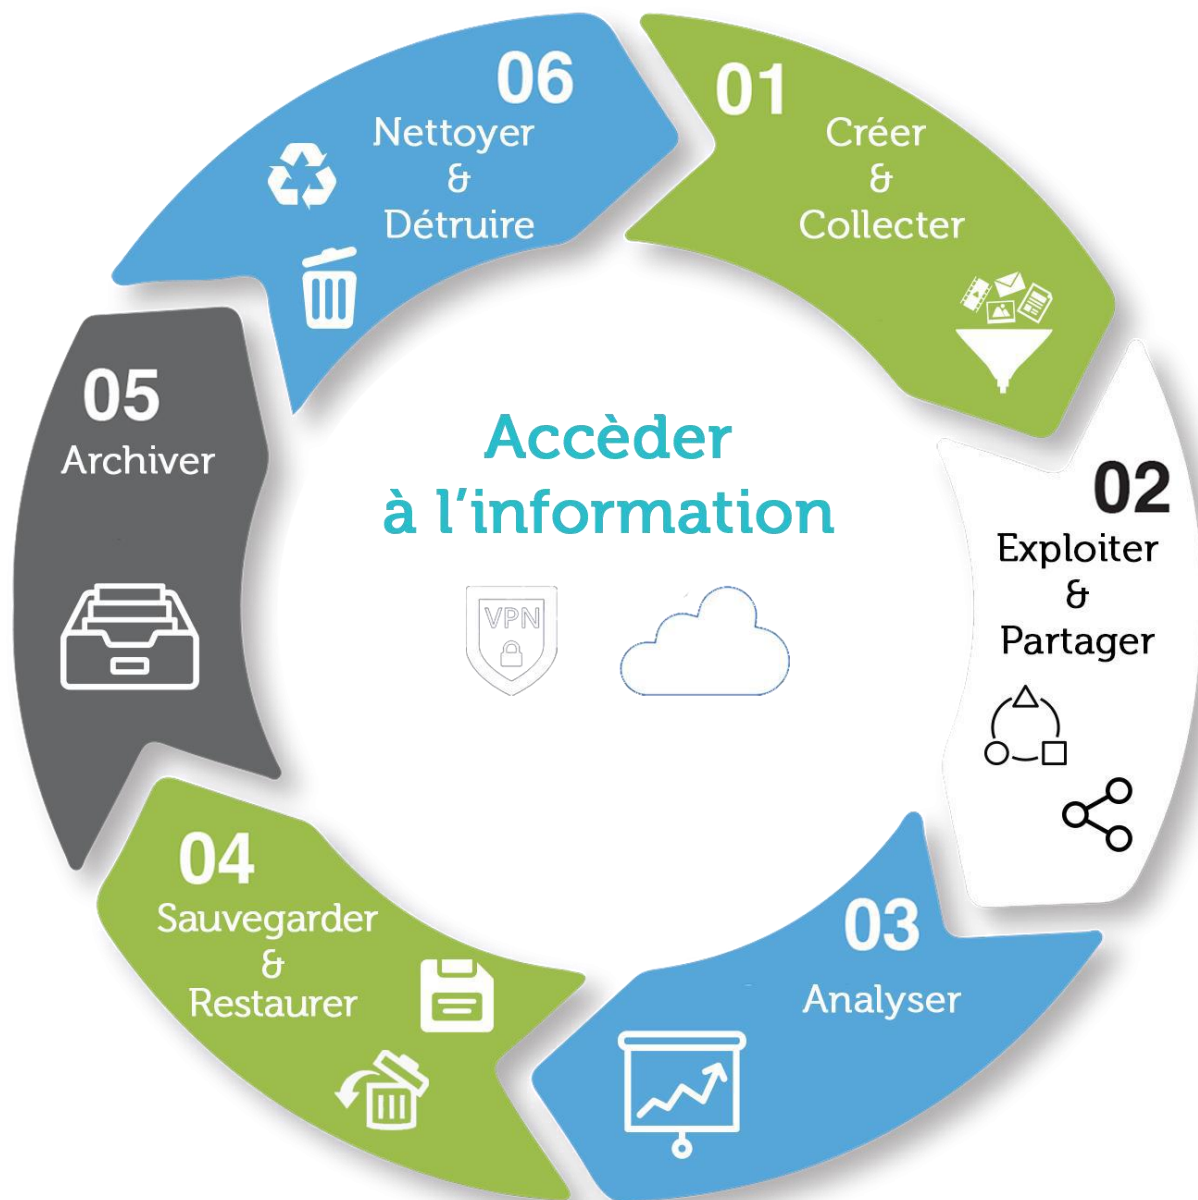 01
Créer
&
Collecter
02
Exploiter
&
Partager
03
Analyser
04
Sauvegarder
&
Restaurer
05
Archiver
06
Nettoyer
&
Détruire
Accèder
à l'information
VPN